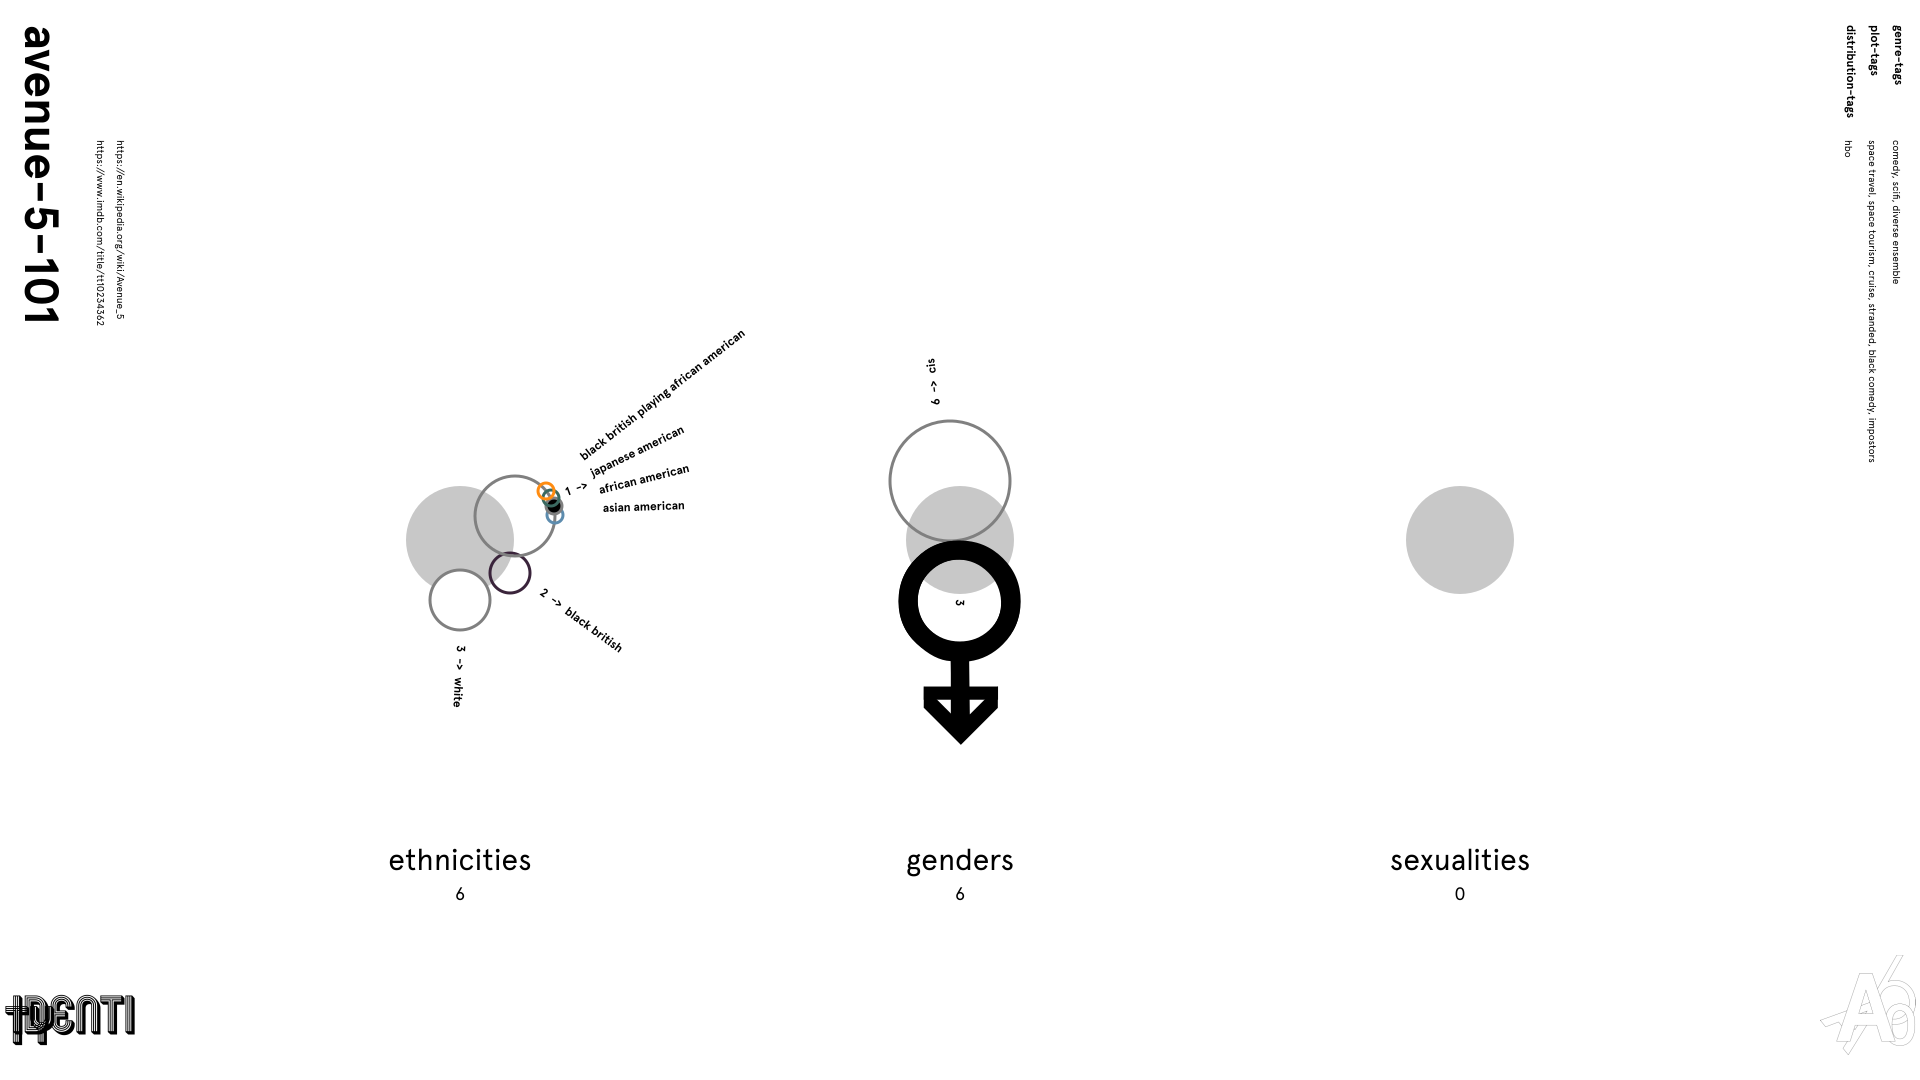 avenue-5-101
https://en.wikipedia.org/wiki/Avenue_5
https://www.imdb.com/title/tt10234362
genre-tags
comedy, scifi, diverse ensemble
plot-tags
space travel, space tourism, cruise, stranded, black comedy, impostors
distribution-tags
hbo
black british playing african american
japanese american
1 ->
african american
asian american
2 -> black british
3 -> white
6 -> cis
3
ethnicities
6
genders
6
sexualities
0
IDENTI